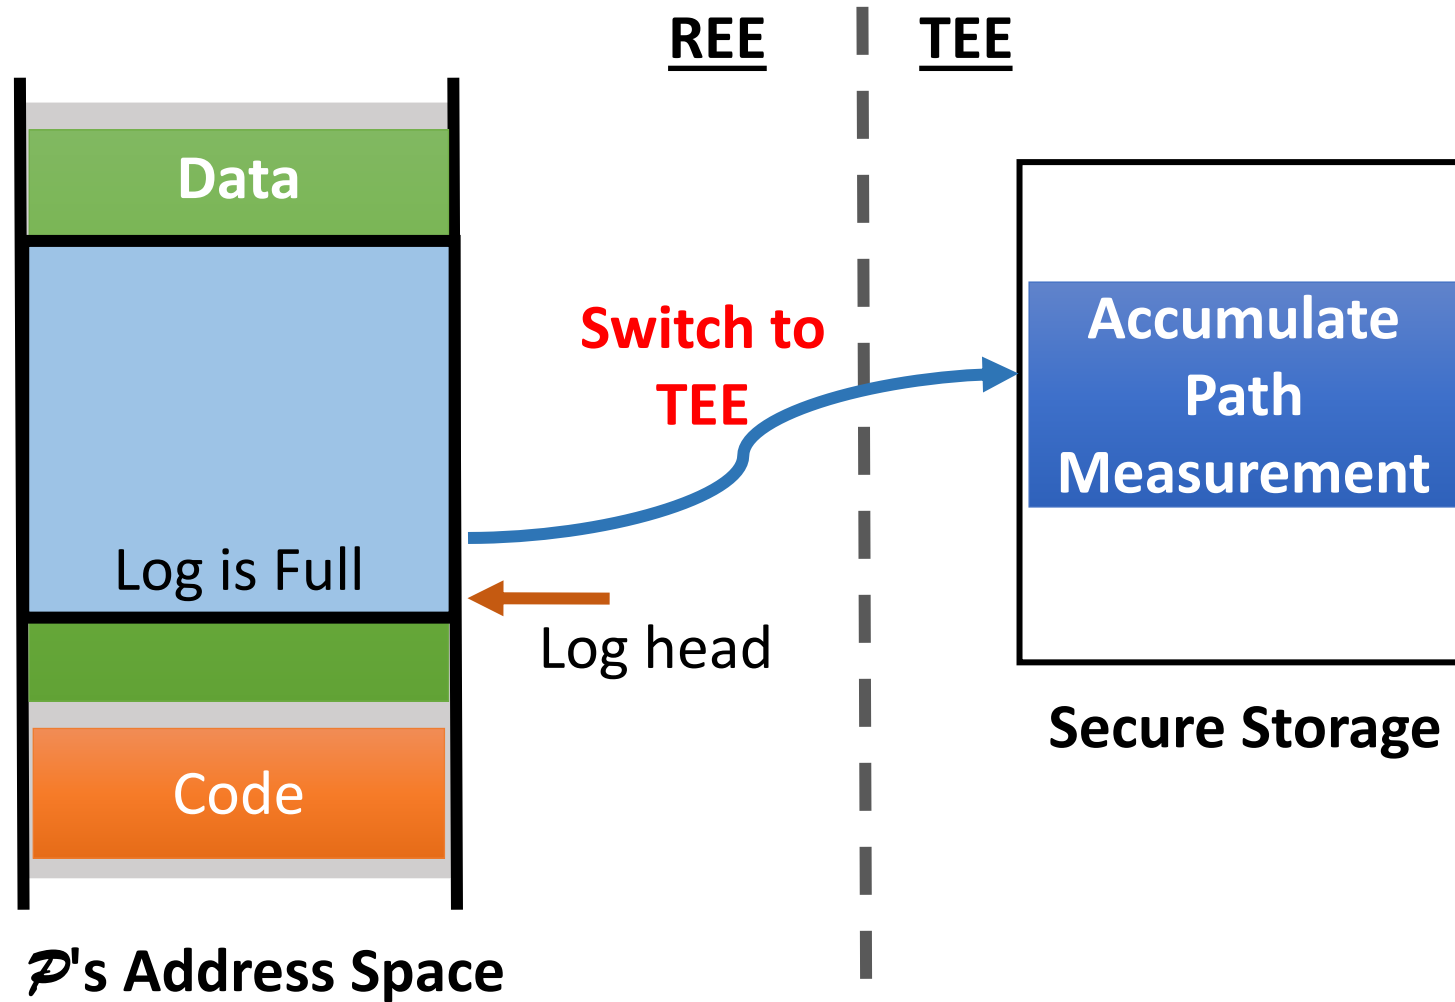 REE
TEE
Data
Switch to
TEE
Accumulate
Path
Measurement
Log is Full
Log head
Secure Storage
Code
𝒫's Address Space